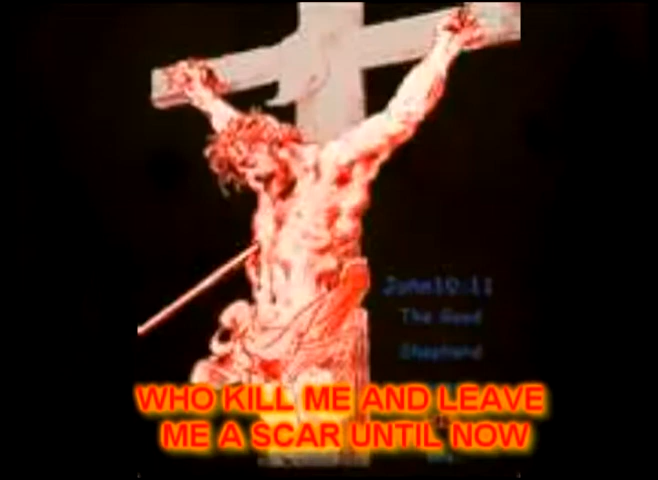 John10:11
The Good
Shepherd
WHO KILL ME AND LEAVE
ME A SCAR UNTIL NOW